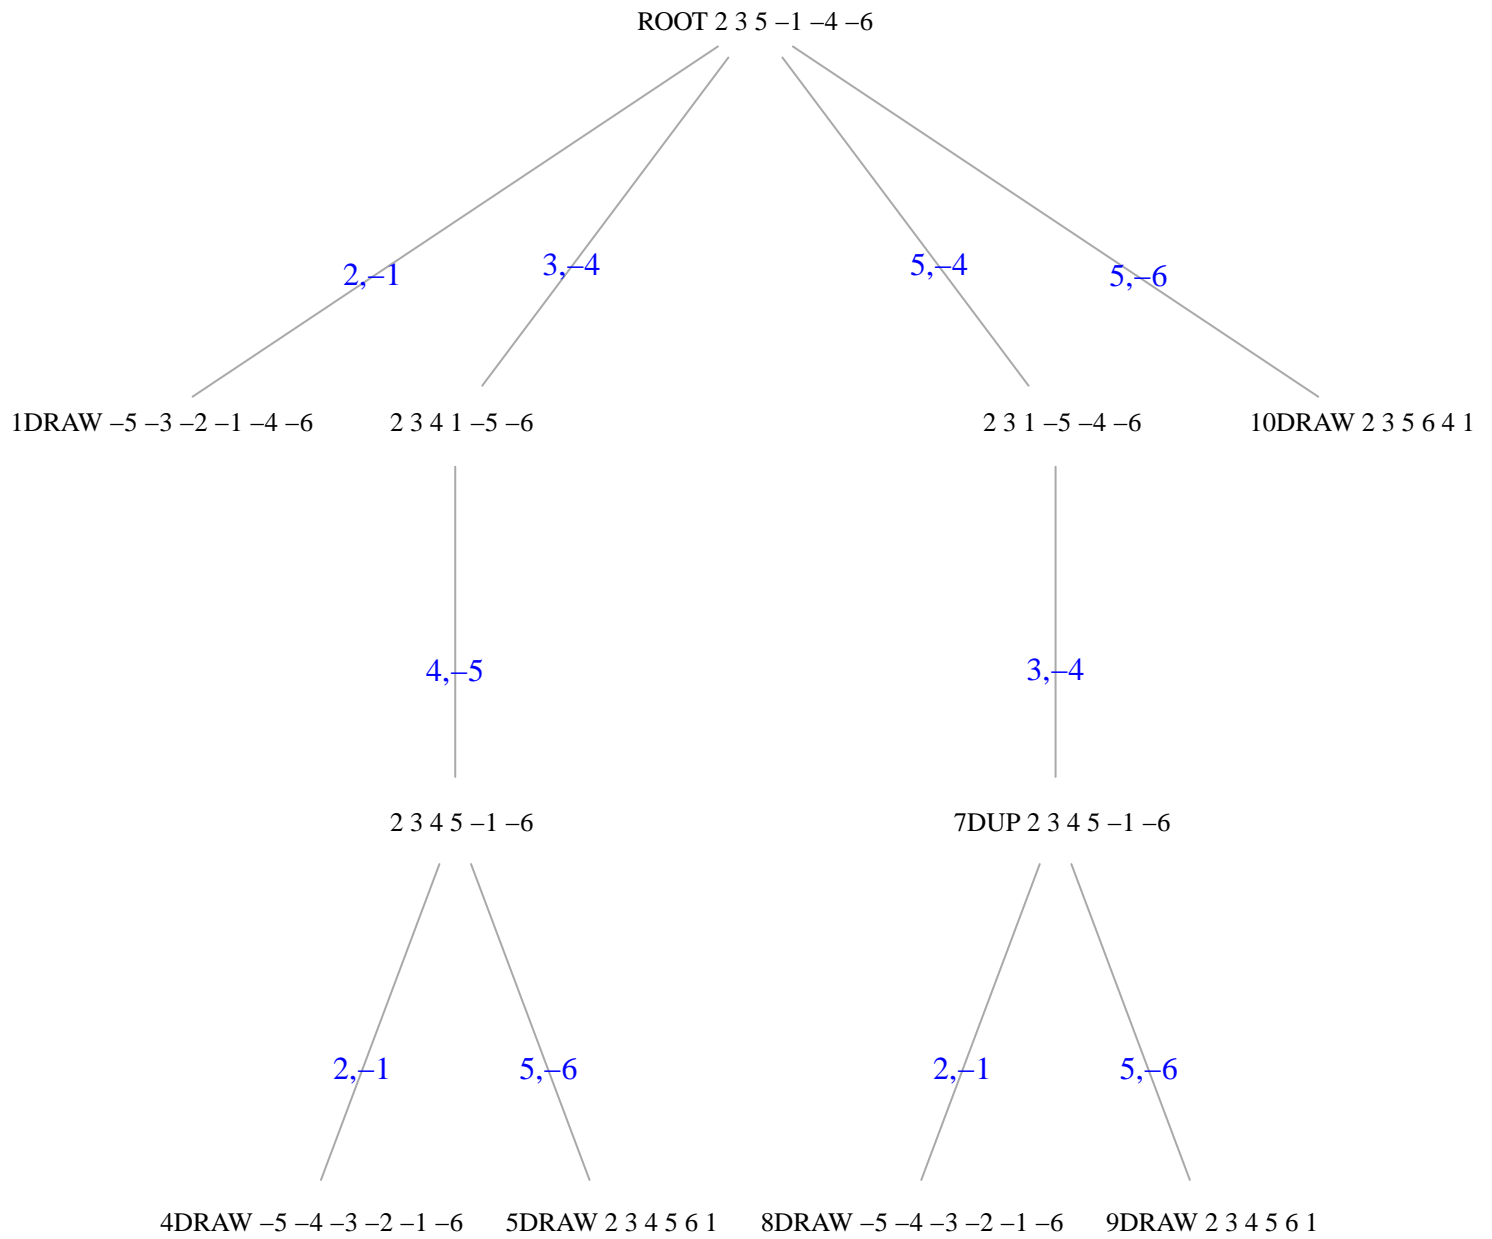 ROOT 2 3 5 –1 –4 –6
2,–1
3,–4
5,–4
5,–6
1DRAW –5 –3 –2 –1 –4 –6
2 3 4 1 –5 –6
2 3 1 –5 –4 –6
10DRAW 2 3 5 6 4 1
4,–5
3,–4
2 3 4 5 –1 –6
7DUP 2 3 4 5 –1 –6
2,–1
5,–6
2,–1
5,–6
4DRAW –5 –4 –3 –2 –1 –6
5DRAW 2 3 4 5 6 1
8DRAW –5 –4 –3 –2 –1 –6
9DRAW 2 3 4 5 6 1